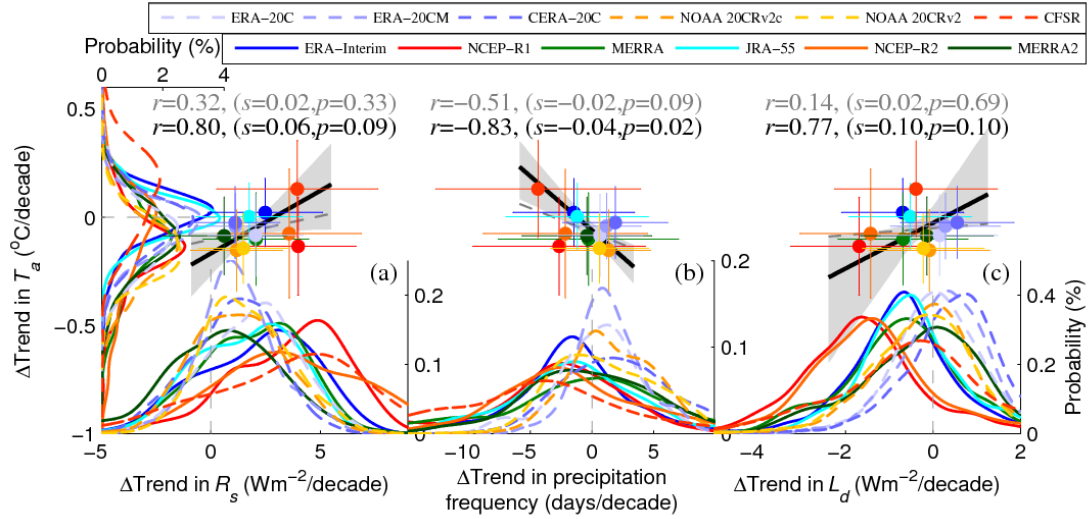 ERA-20C ERA-20CM CERA-20C NOAA 20CRv2c NOAA 20CRv2 CFSR
Probability (%)
ERA-Interim NCEP-R1 MERRA JRA-55 NCEP-R2 MERRA2
0 2 4
r=0.32, (s=0.02,p=0.33) r=-0.51, (s=-0.02,p=0.09) r=0.14, (s=0.02,p=0.69)
r=0.80, (s=0.06,p=0.09) r=-0.83, (s=-0.04,p=0.02) r=0.77, (s=0.10,p=0.10)
0.5
0
-0.5
-1
ΔTrend in Ta (°C/decade)
(a) (b) (c)
0.2 0.2
0.1 0.1
0 0
0.4
0.2
0
Probability (%)
-5 0 5 -10 -5 0 5 -2 0 2
ΔTrend in Rs (Wm−2/decade) ΔTrend in precipitation ΔTrend in Ld (Wm−2/decade)
frequency (days/decade)